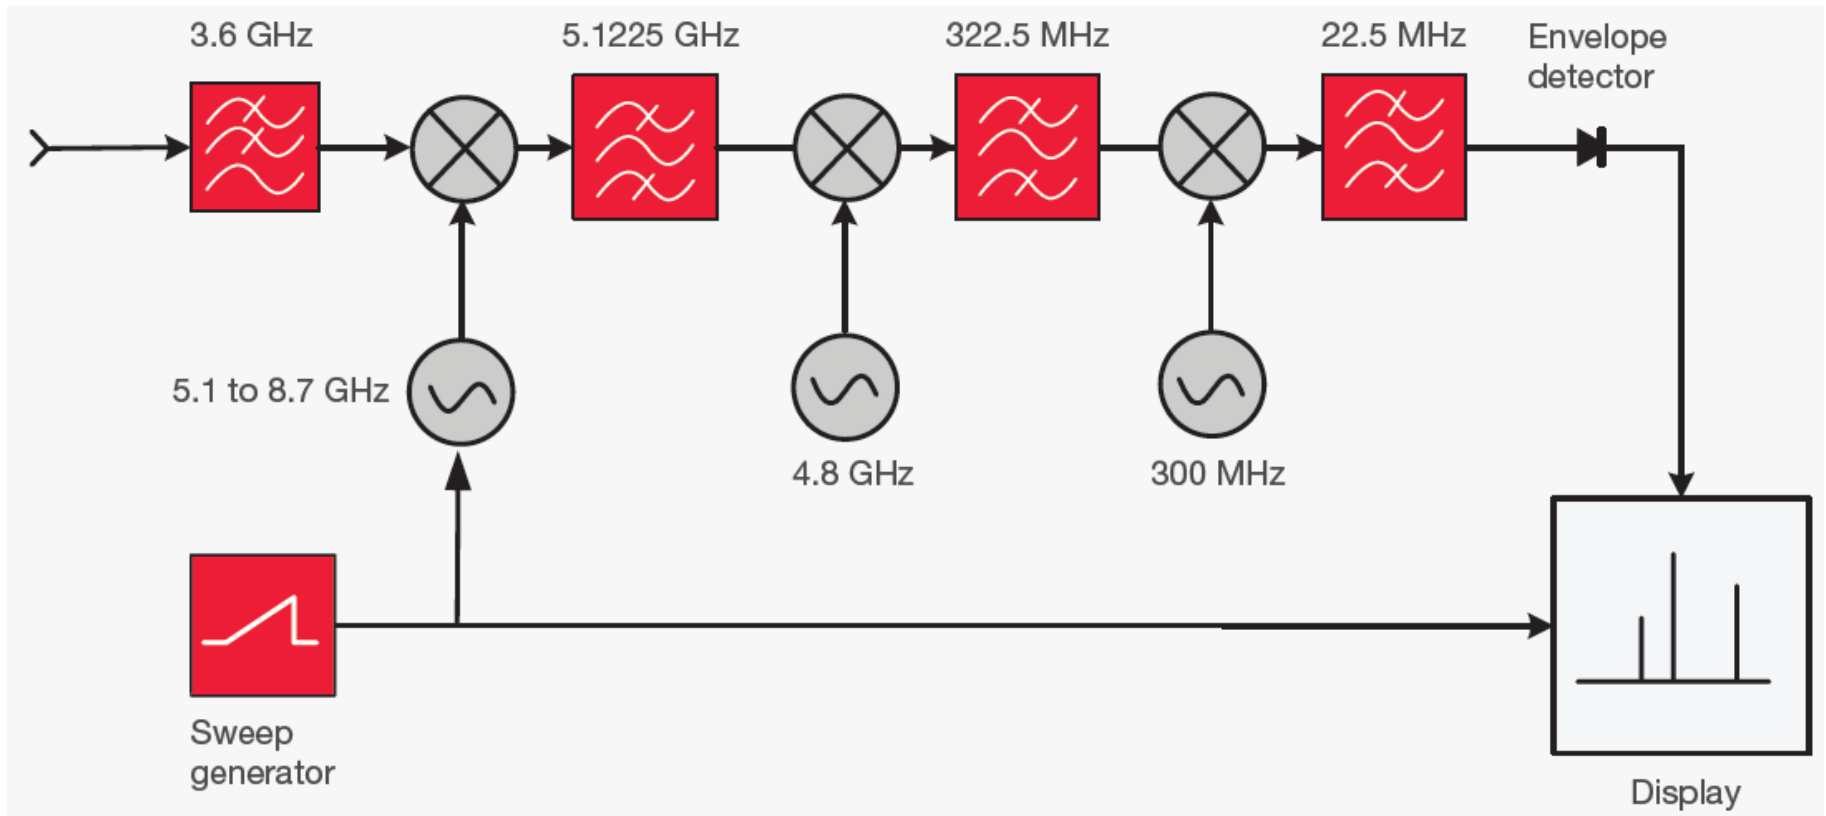 3.6 GHz
5.1225 GHz
322.5 MHz
22.5 MHz
Envelope
detector
5.1 to 8.7 GHz
4.8 GHz
300 MHz
Sweep
generator
Display